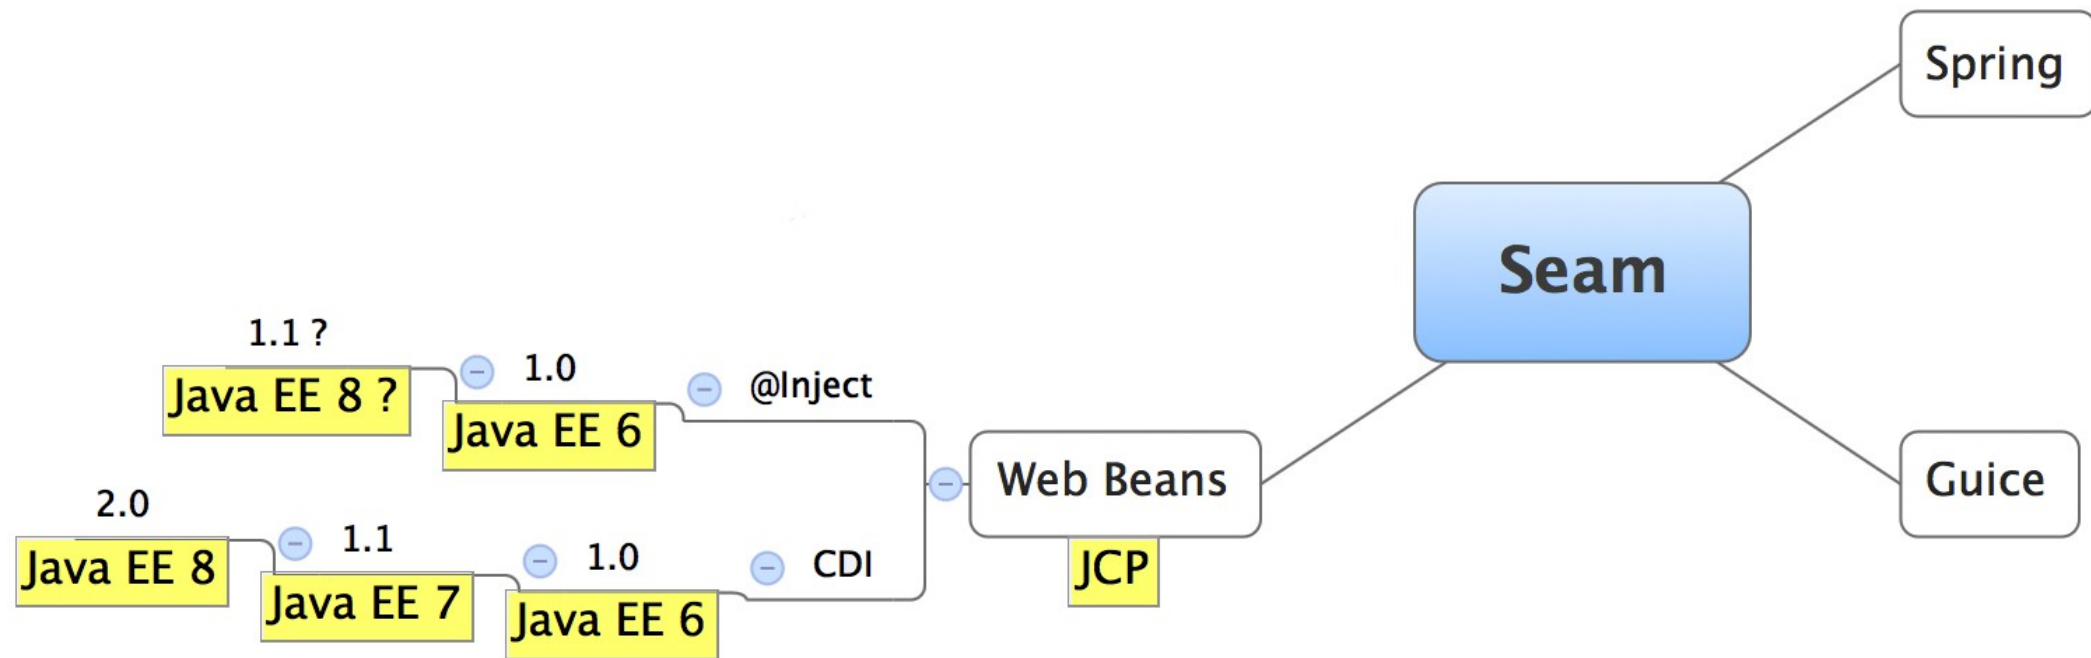 Spring
Seam
1.1 ?
Java EE 8 ?
1.0
Java EE 6
@Inject
Web Beans
JCP
Guice
2.0
Java EE 8
1.1
Java EE 7
1.0
Java EE 6
CDI